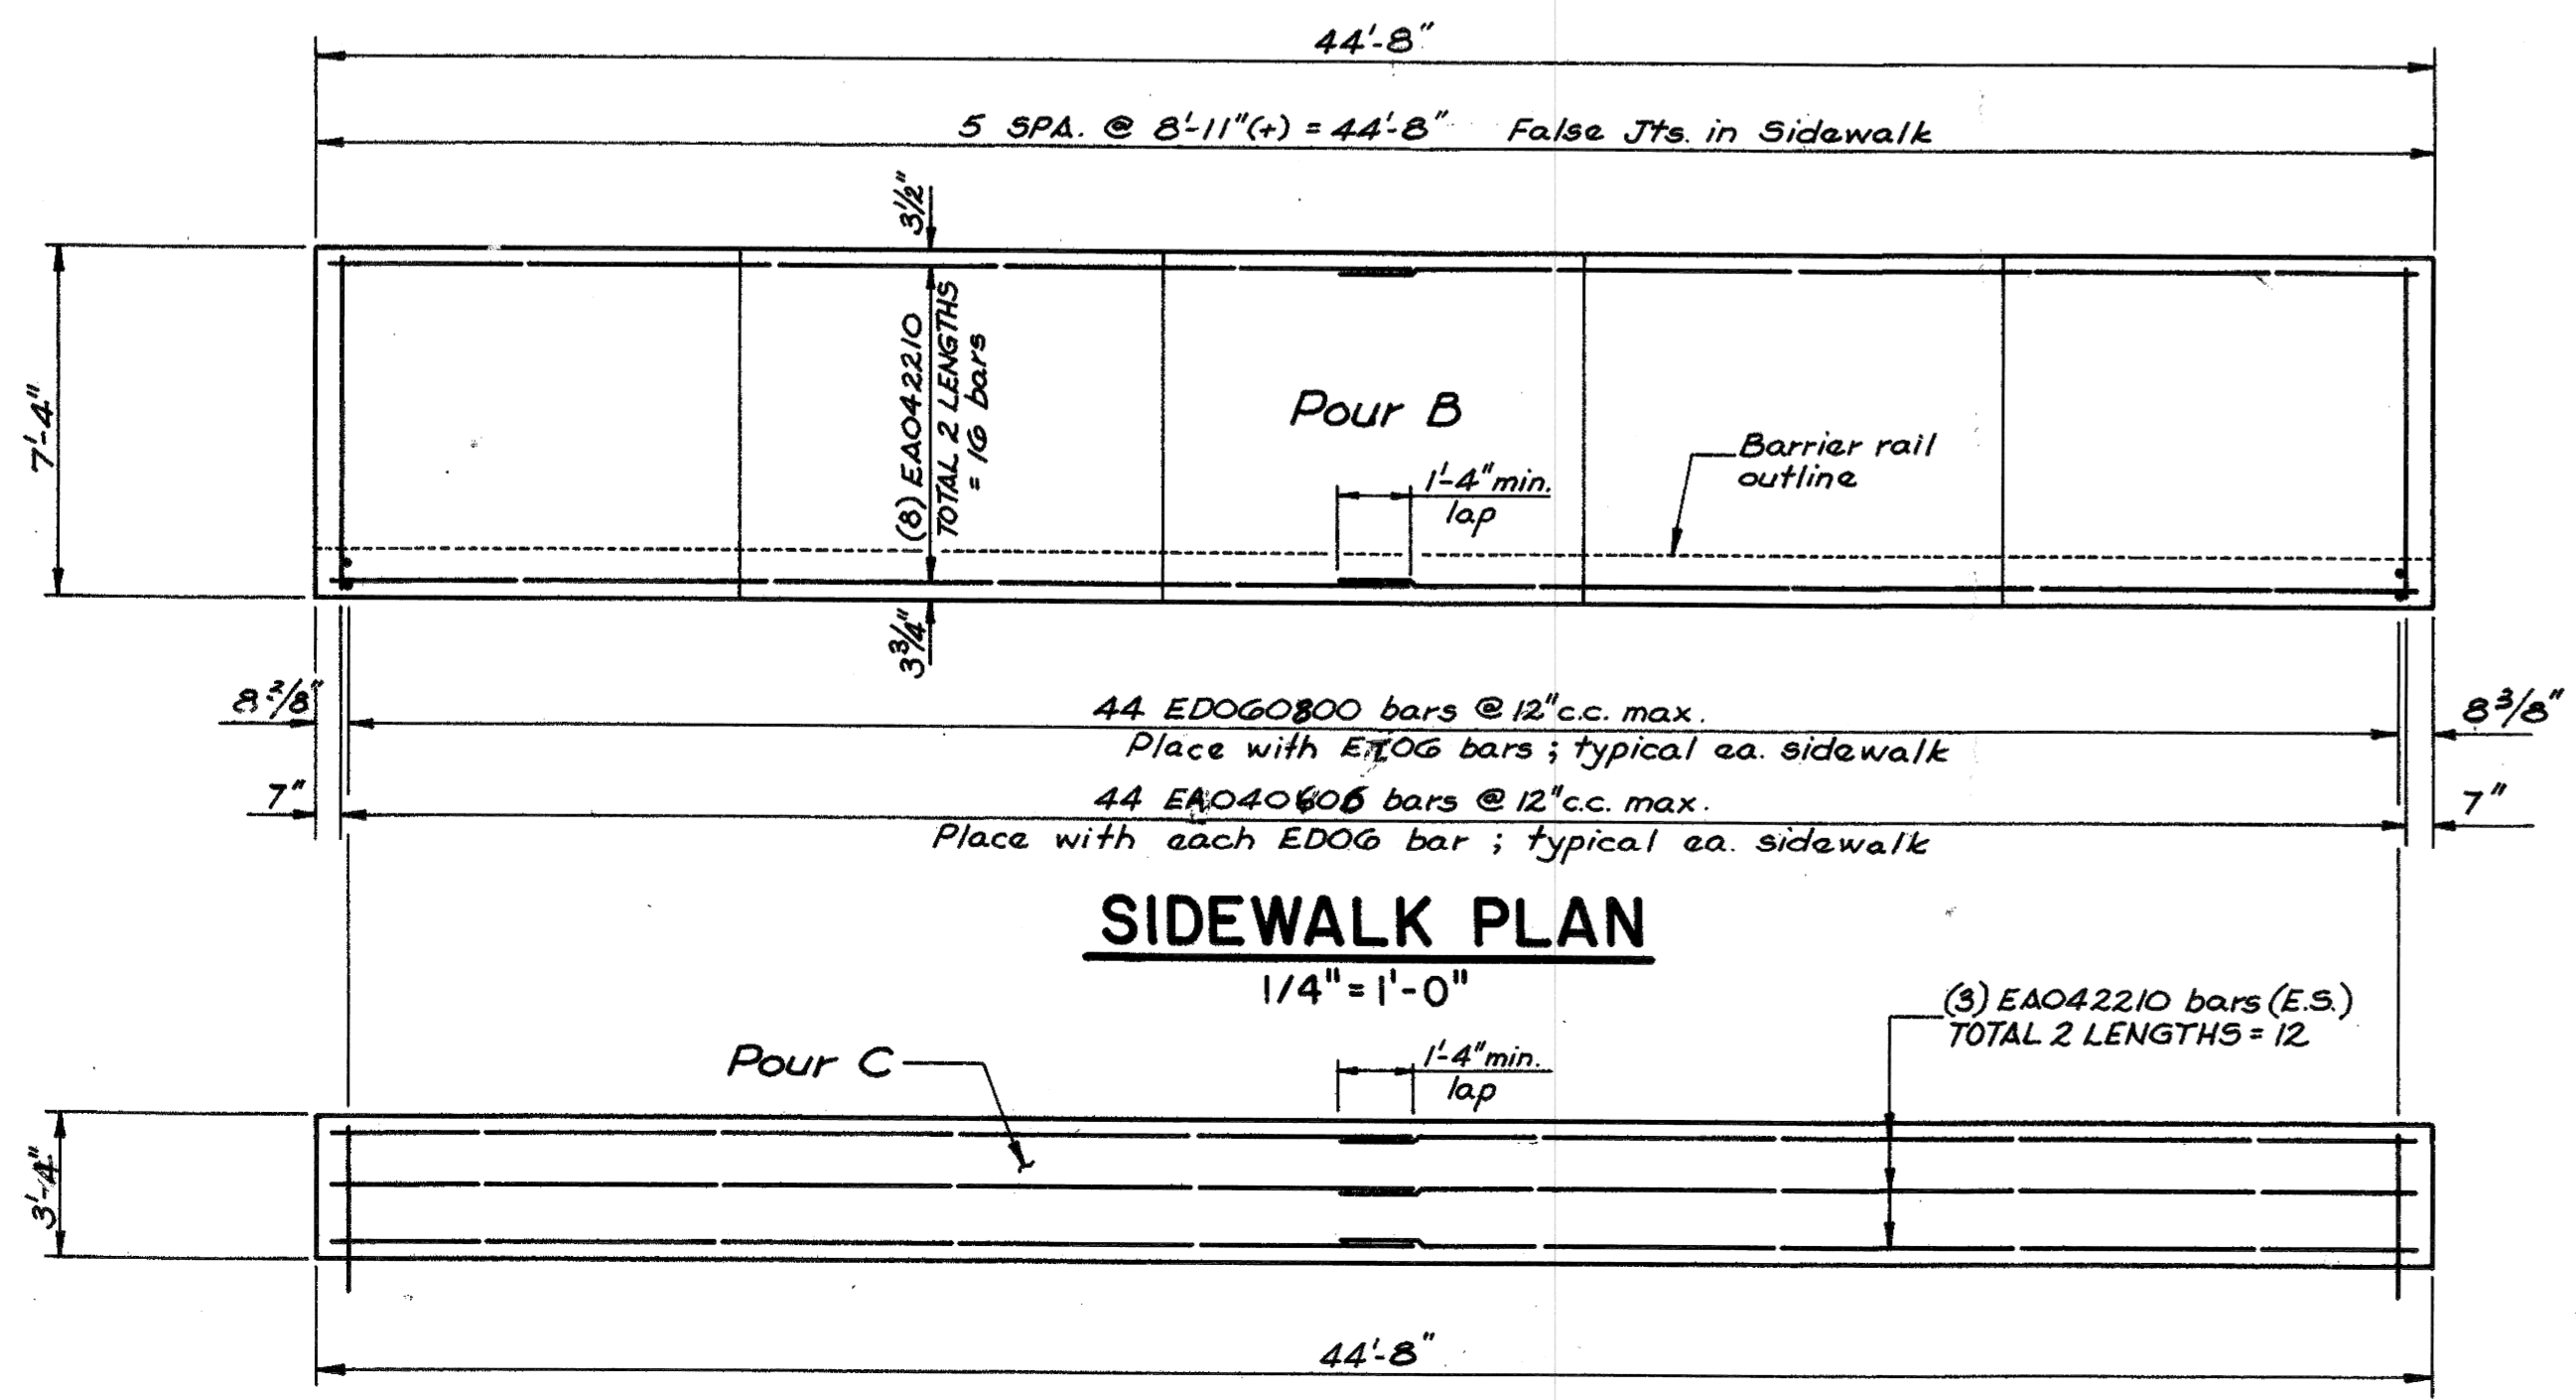 44'-8"
5 SPA. @ 8'-11"(+) = 44'-8" False Jts. in Sidewalk
3½"
7'-4"
(8) EA042210
TOTAL 2 LENGTHS
= 16 bars
Pour B
1'-4" min.
lap
Barrier rail
outline
3¾"
8 3/8"
44 ED060800 bars @ 12" c.c. max.
8 3/8"
Place with bars ; typical ea. sidewalk
7"
44 EA040606 bars @ 12" c.c. max.
7"
Place with each ED06 bar ; typical ea. sidewalk
SIDEWALK PLAN
1/4" = 1'-0"
(3) EA042210 bars (E.S.)
TOTAL 2 LENGTHS = 12
Pour C
1'-4" min.
lap
3'-4"
44'-8"